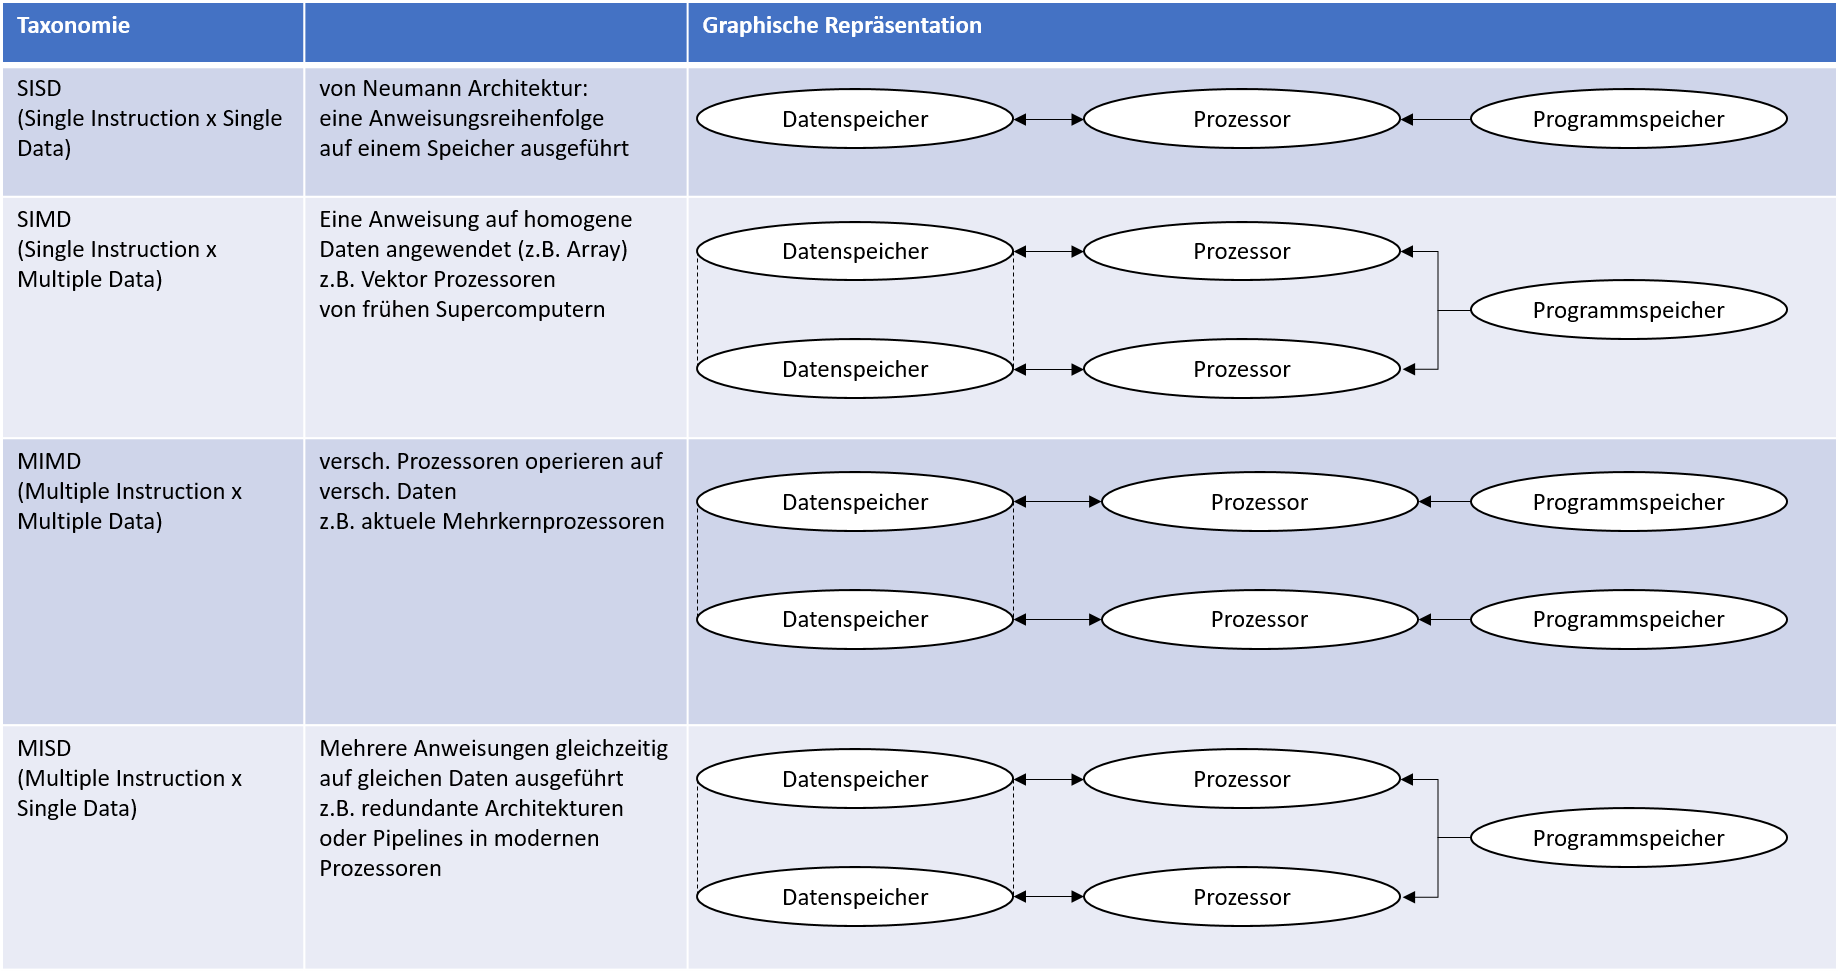 Taxonomie
Graphische Repräsentation
SISD
(Single Instruction x Single
Data)
von Neumann Architektur:
eine Anweisungsreihenfolge
auf einem Speicher ausgeführt
Datenspeicher
Prozessor
Programmspeicher
SIMD
(Single Instruction x
Multiple Data)
Eine Anweisung auf homogene
Daten angewendet (z.B. Array)
z.B. Vektor Prozessoren
von frühen Supercomputern
Datenspeicher
Prozessor
Programmspeicher
Datenspeicher
Prozessor
MIMD
(Multiple Instruction x
Multiple Data)
versch. Prozessoren operieren auf
versch. Daten
z.B. aktuele Mehrkernprozessoren
Datenspeicher
Prozessor
Programmspeicher
Datenspeicher
Prozessor
Programmspeicher
MISD
(Multiple Instruction x
Single Data)
Mehrere Anweisungen gleichzeitig
auf gleichen Daten ausgeführt
z.B. redundante Architekturen
oder Pipelines in modernen
Prozessoren
Datenspeicher
Prozessor
Programmspeicher
Datenspeicher
Prozessor